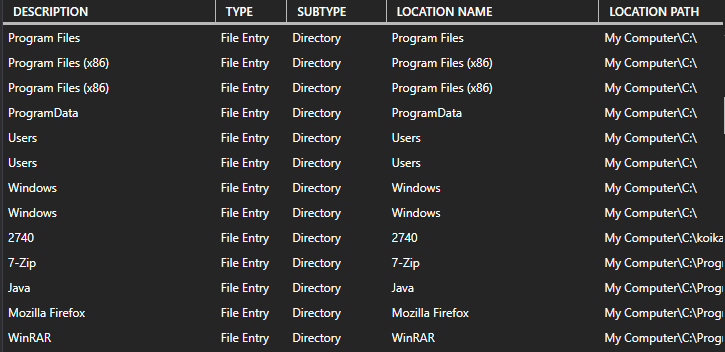 DESCRIPTION TYPE SUBTYPE LOCATION NAME LOCATION PATH
Program Files File Entry Directory Program Files My Computer\C:\
Program Files (x86) File Entry Directory Program Files (x86) My Computer\C:\
Program Files (x86) File Entry Directory Program Files (x86) My Computer\C:\
ProgramData File Entry Directory ProgramData My Computer\C:\
Users File Entry Directory Users My Computer\C:\
Users File Entry Directory Users My Computer\C:\
Windows File Entry Directory Windows My Computer\C:\
Windows File Entry Directory Windows My Computer\C:\
2740 File Entry Directory 2740 My Computer\C:\koika
7-Zip File Entry Directory 7-Zip My Computer\C:\Progr
Java File Entry Directory Java My Computer\C:\Progr
Mozilla Firefox File Entry Directory Mozilla Firefox My Computer\C:\Progr
WinRAR File Entry Directory WinRAR My Computer\C:\Progr